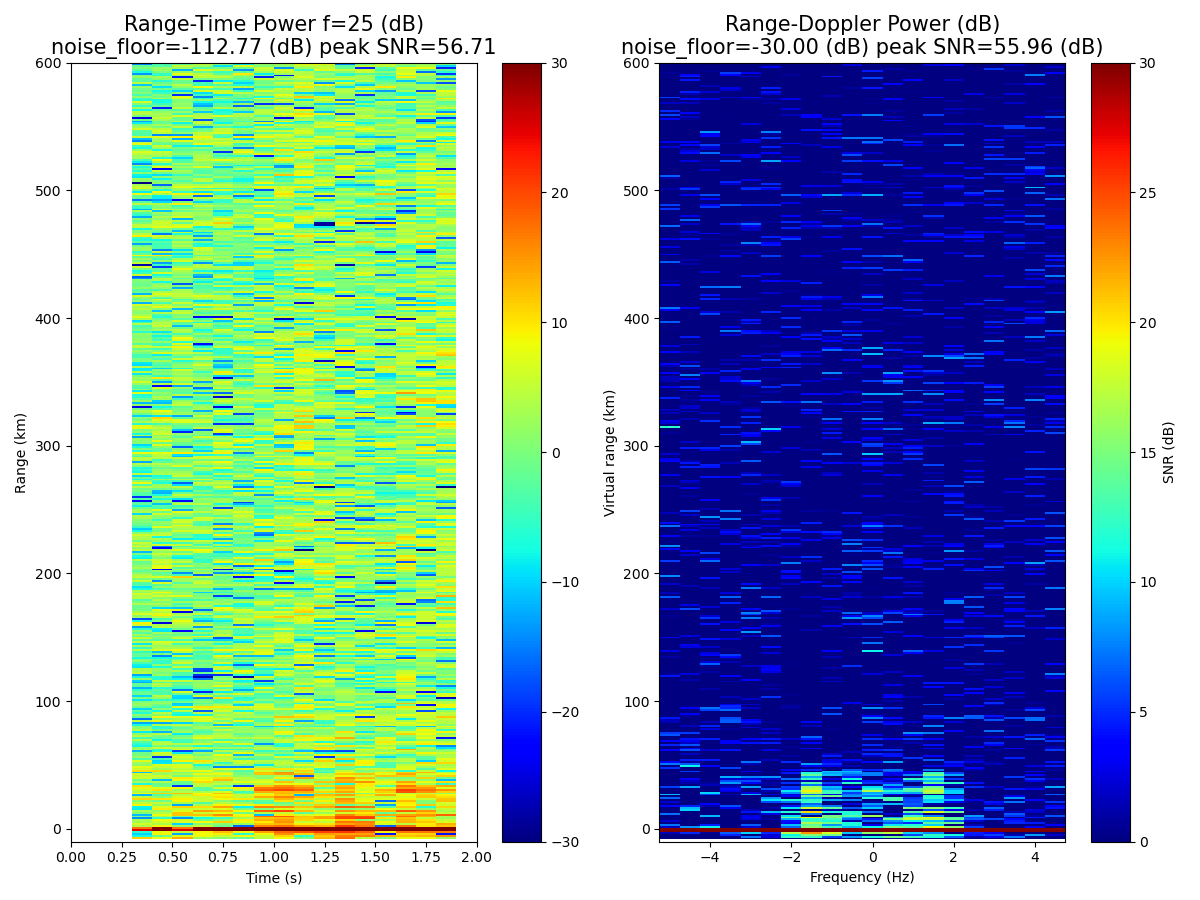 Range-Time Power f=25 (dB)
noise_floor=-112.77 (dB) peak SNR=56.71
Range-Doppler Power (dB)
noise_floor=-30.00 (dB) peak SNR=55.96 (dB)
600
500
400
300
200
100
0
Range (km)
0.00 0.25 0.50 0.75 1.00 1.25 1.50 1.75 2.00
Time (s)
30
20
10
0
−10
−20
−30
600
500
400
300
200
100
0
Virtual range (km)
−4 −2 0 2 4
Frequency (Hz)
30
25
20
15
10
5
0
SNR (dB)